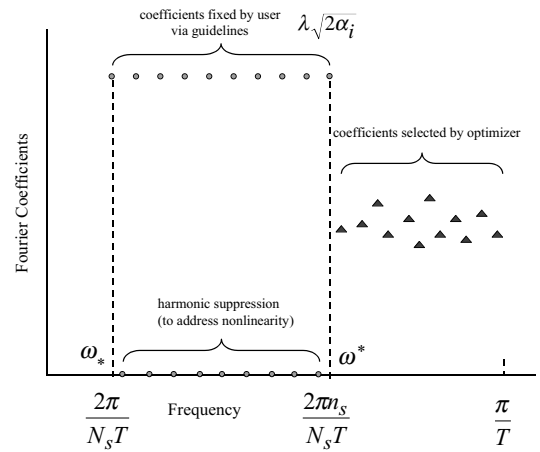 coefficients fixed by user
via guidelines
λ√2αᵢ
coefficients selected by optimizer
Fourier Coefficients
harmonic suppression
(to address nonlinearity)
ω_*
ω^*
2π/N_sT
Frequency
2πn_s/N_sT
π/T